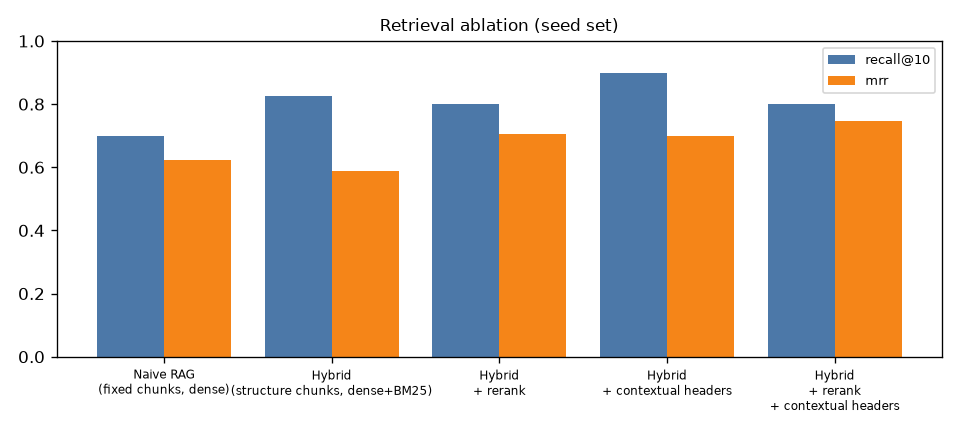 Retrieval ablation (seed set)
recall@10
mrr
1.0
0.8
0.6
0.4
0.2
0.0
Naive RAG
(fixed chunks, dense)
Hybrid
(structure chunks, dense+BM25)
Hybrid
+ rerank
Hybrid
+ contextual headers
Hybrid
+ rerank
+ contextual headers